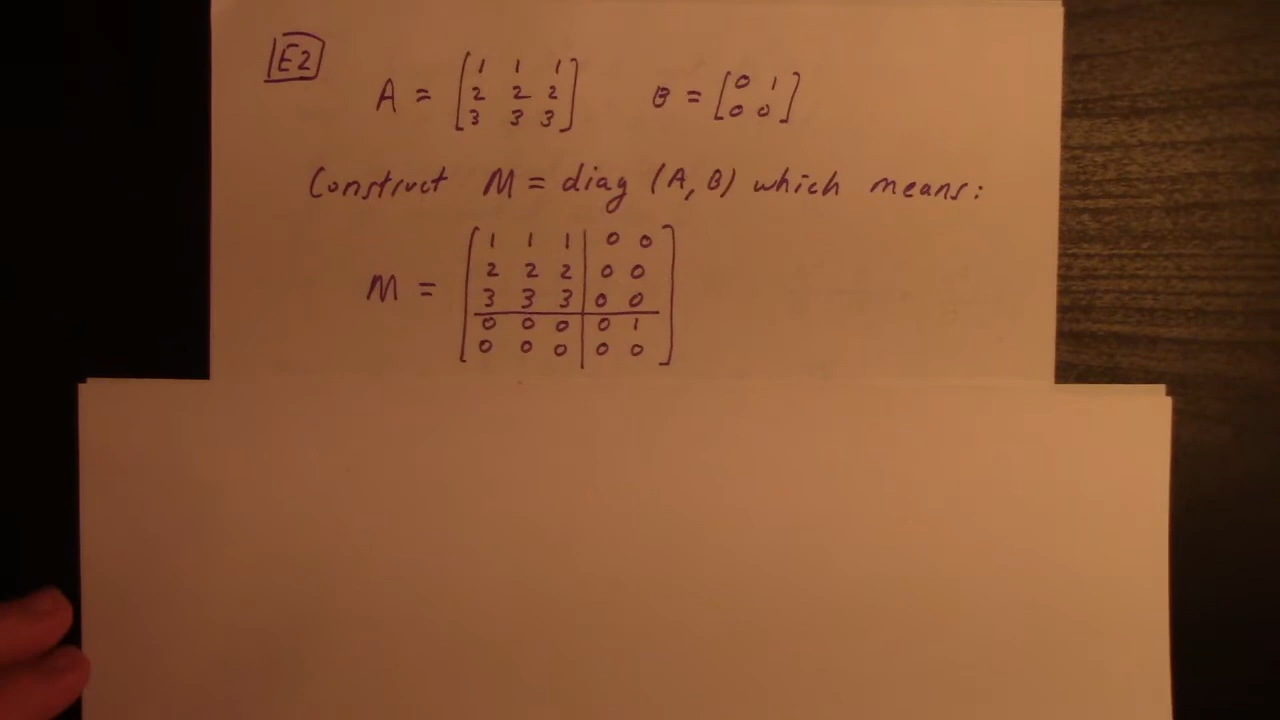 E2
A = [1 1 1
2 2 2
3 3 3] B = [0 1
0 0]
Construct M = diag (A, B) which means:
M = [1 1 1 | 0 0
2 2 2 | 0 0
3 3 3 | 0 0
0 0 0 | 0 1
0 0 0 | 0 0]